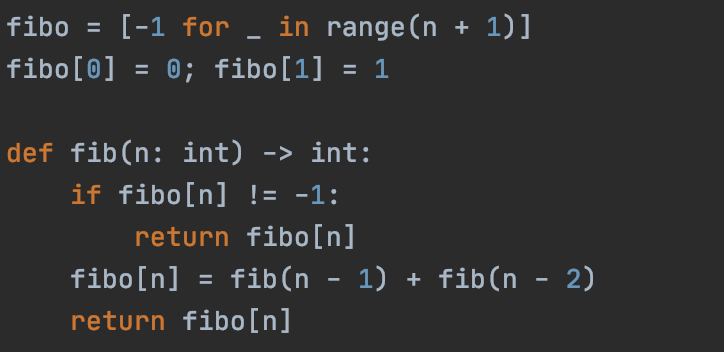 fibo = [-1 for _ in range(n + 1)]
fibo[0] = 0; fibo[1] = 1

def fib(n: int) -> int:
    if fibo[n] != -1:
        return fibo[n]
    fibo[n] = fib(n - 1) + fib(n - 2)
    return fibo[n]